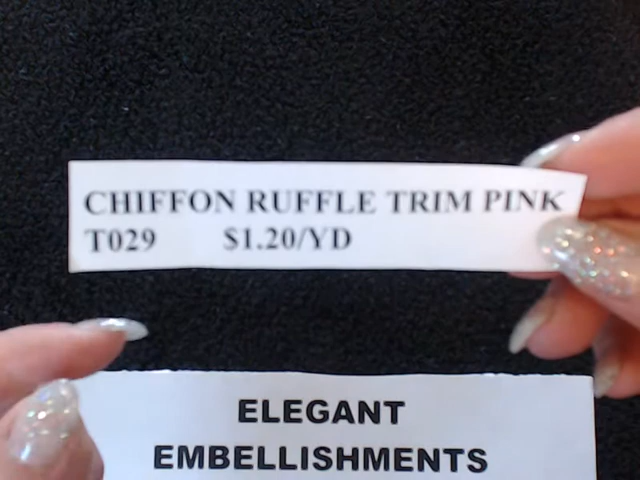 CHIFFON RUFFLE TRIM PINK
T029 $1.20/YD
ELEGANT
EMBELLISHMENTS